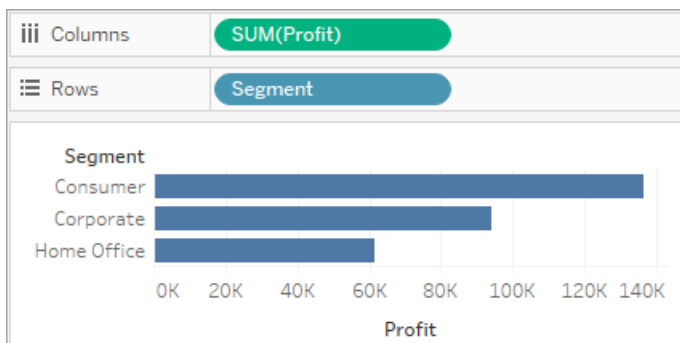 Columns SUM(Profit)
Rows Segment
Segment
Consumer
Corporate
Home Office
0K 20K 40K 60K 80K 100K 120K 140K
Profit